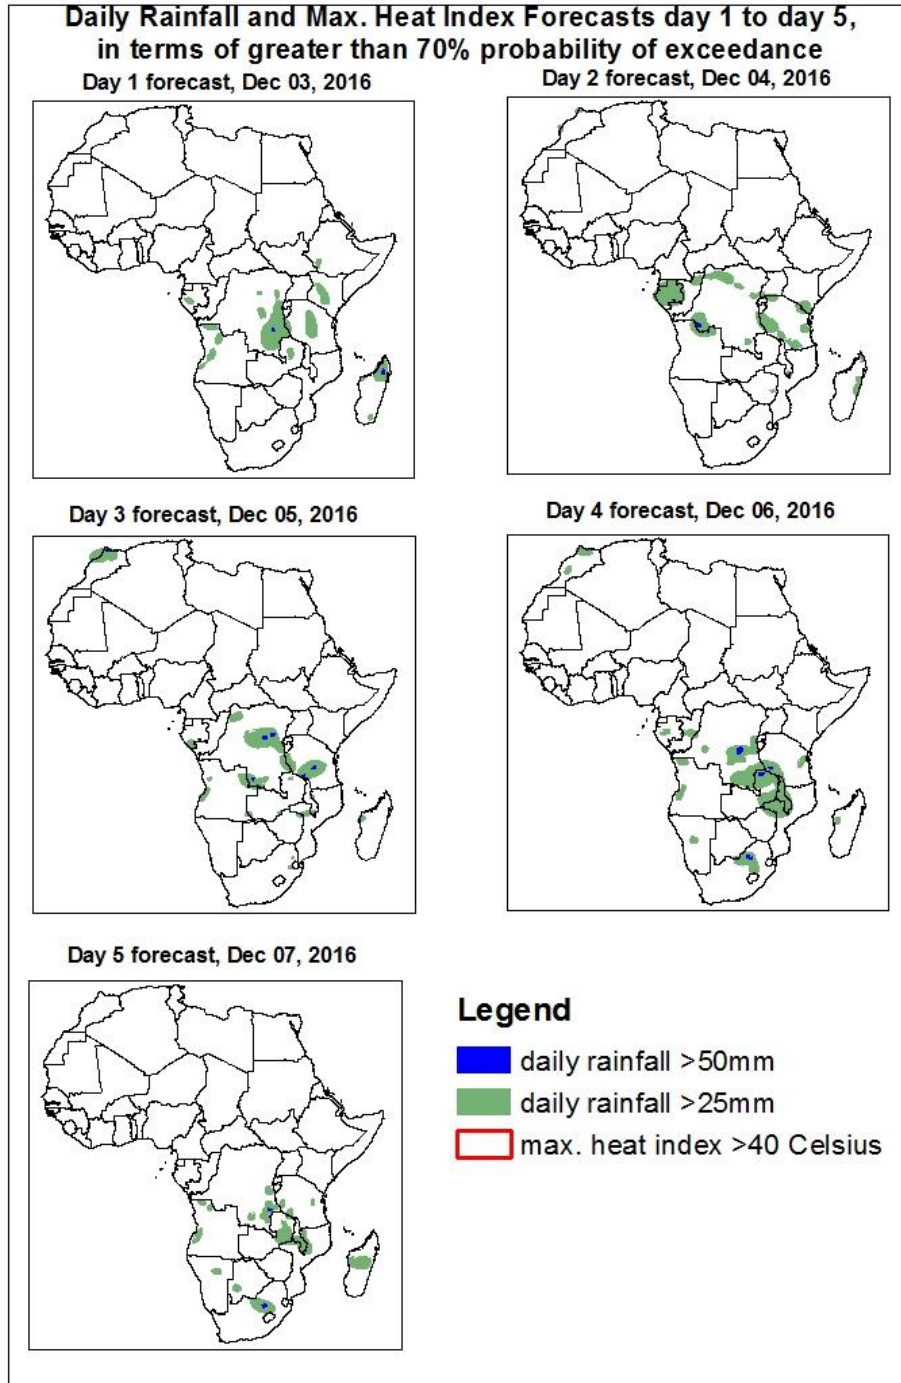 Daily Rainfall and Max. Heat Index Forecasts day 1 to day 5,
in terms of greater than 70% probability of exceedance
Day 1 forecast, Dec 03, 2016
Day 2 forecast, Dec 04, 2016
Day 3 forecast, Dec 05, 2016
Day 4 forecast, Dec 06, 2016
Day 5 forecast, Dec 07, 2016
Legend
daily rainfall >50mm
daily rainfall >25mm
max. heat index >40 Celsius